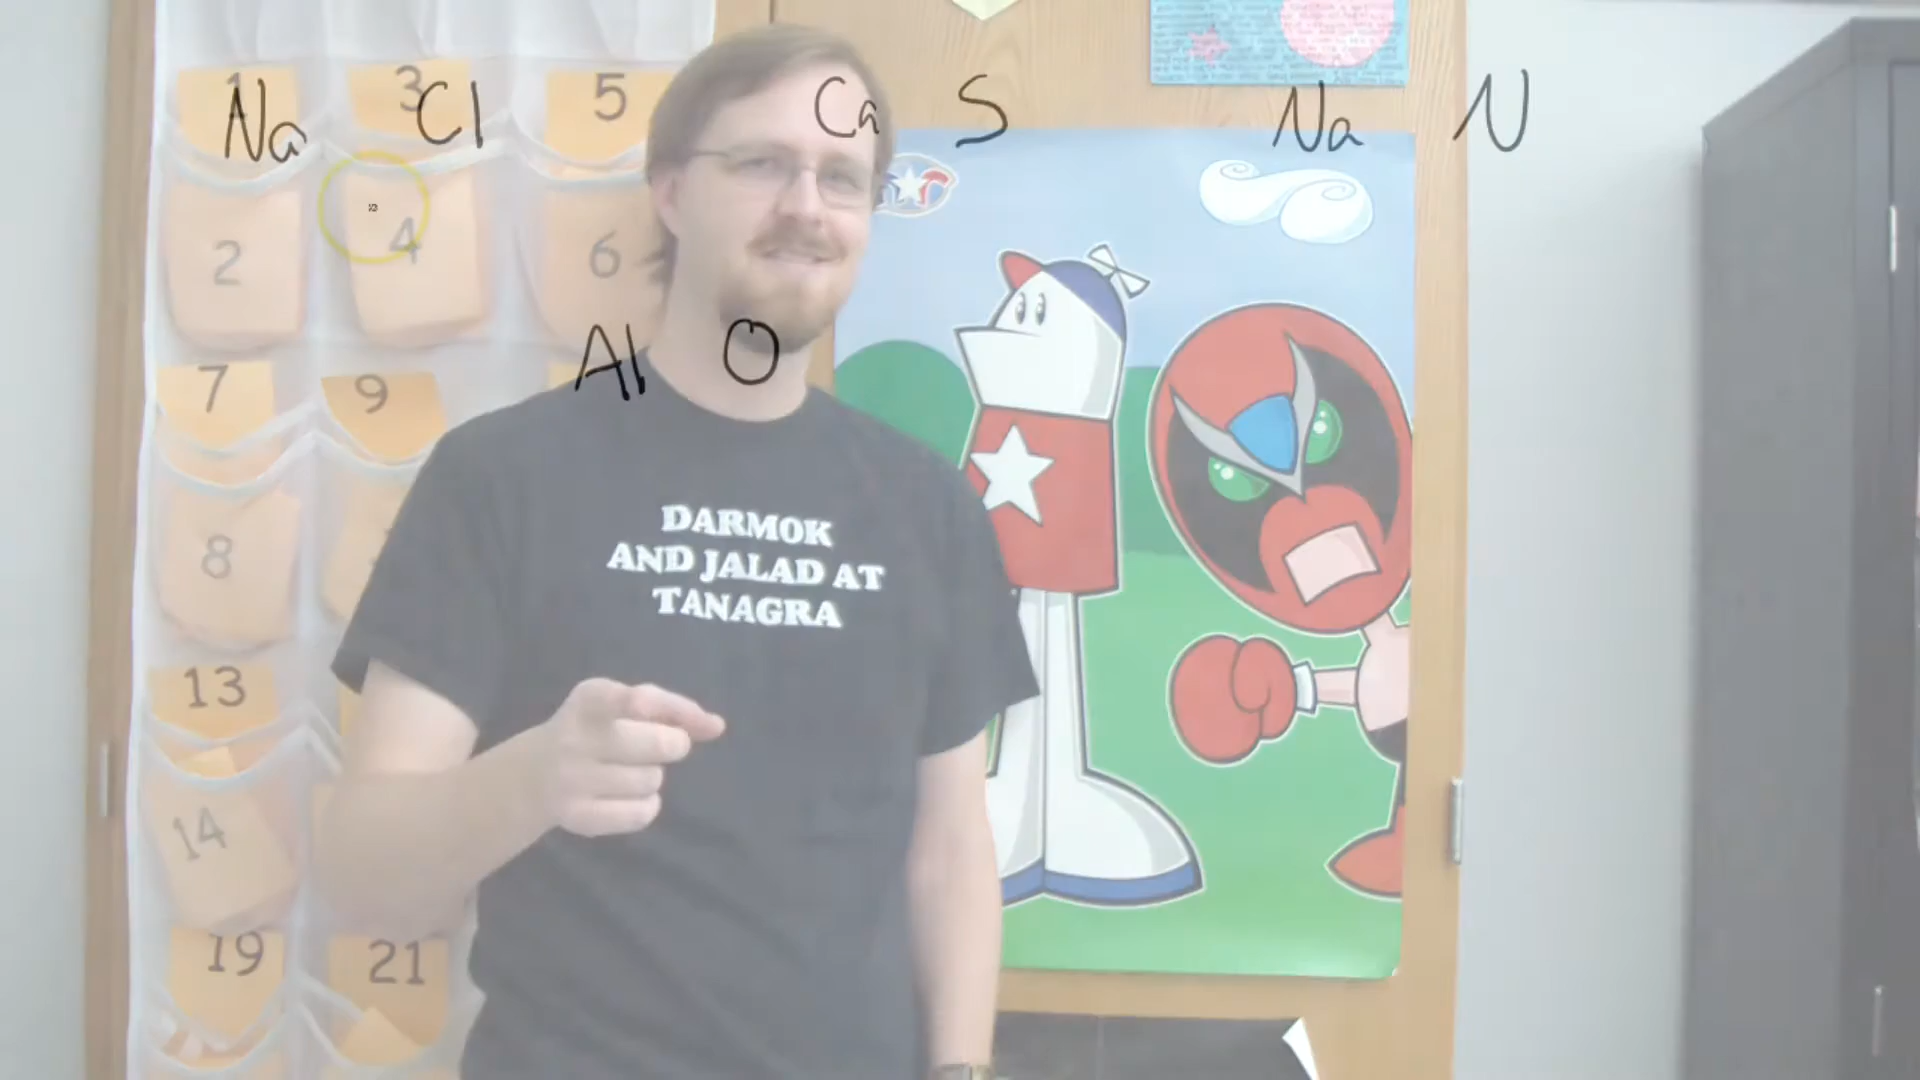 Na Cl Ca S Na N
Al O
1 3 5
2 4 6
7 9
8
13
14
19 21
DARMOK
AND JALAD AT
TANAGRA